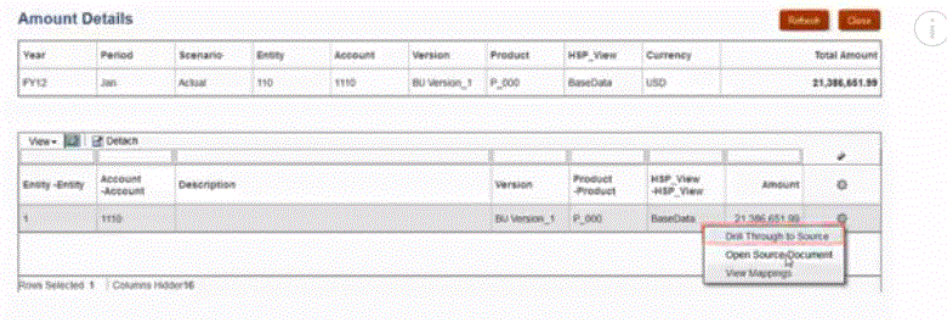 Amount Details
Refresh Close
Year Period Scenario Entity Account Version Product HSP_View Currency Total Amount
FY12 Jan Actual 110 1110 BU Version_1 P_000 BaseData USD 21,386,651.99
View Detach
Entity -Entity Account -Account Description Version Product -Product HSP_View -HSP_View Amount
1 1110 BU Version_1 P_000 BaseData 21,386,651.99
Drill Through to Source
Open Source Document
View Mappings
Rows Selected 1 Columns Hidden 16